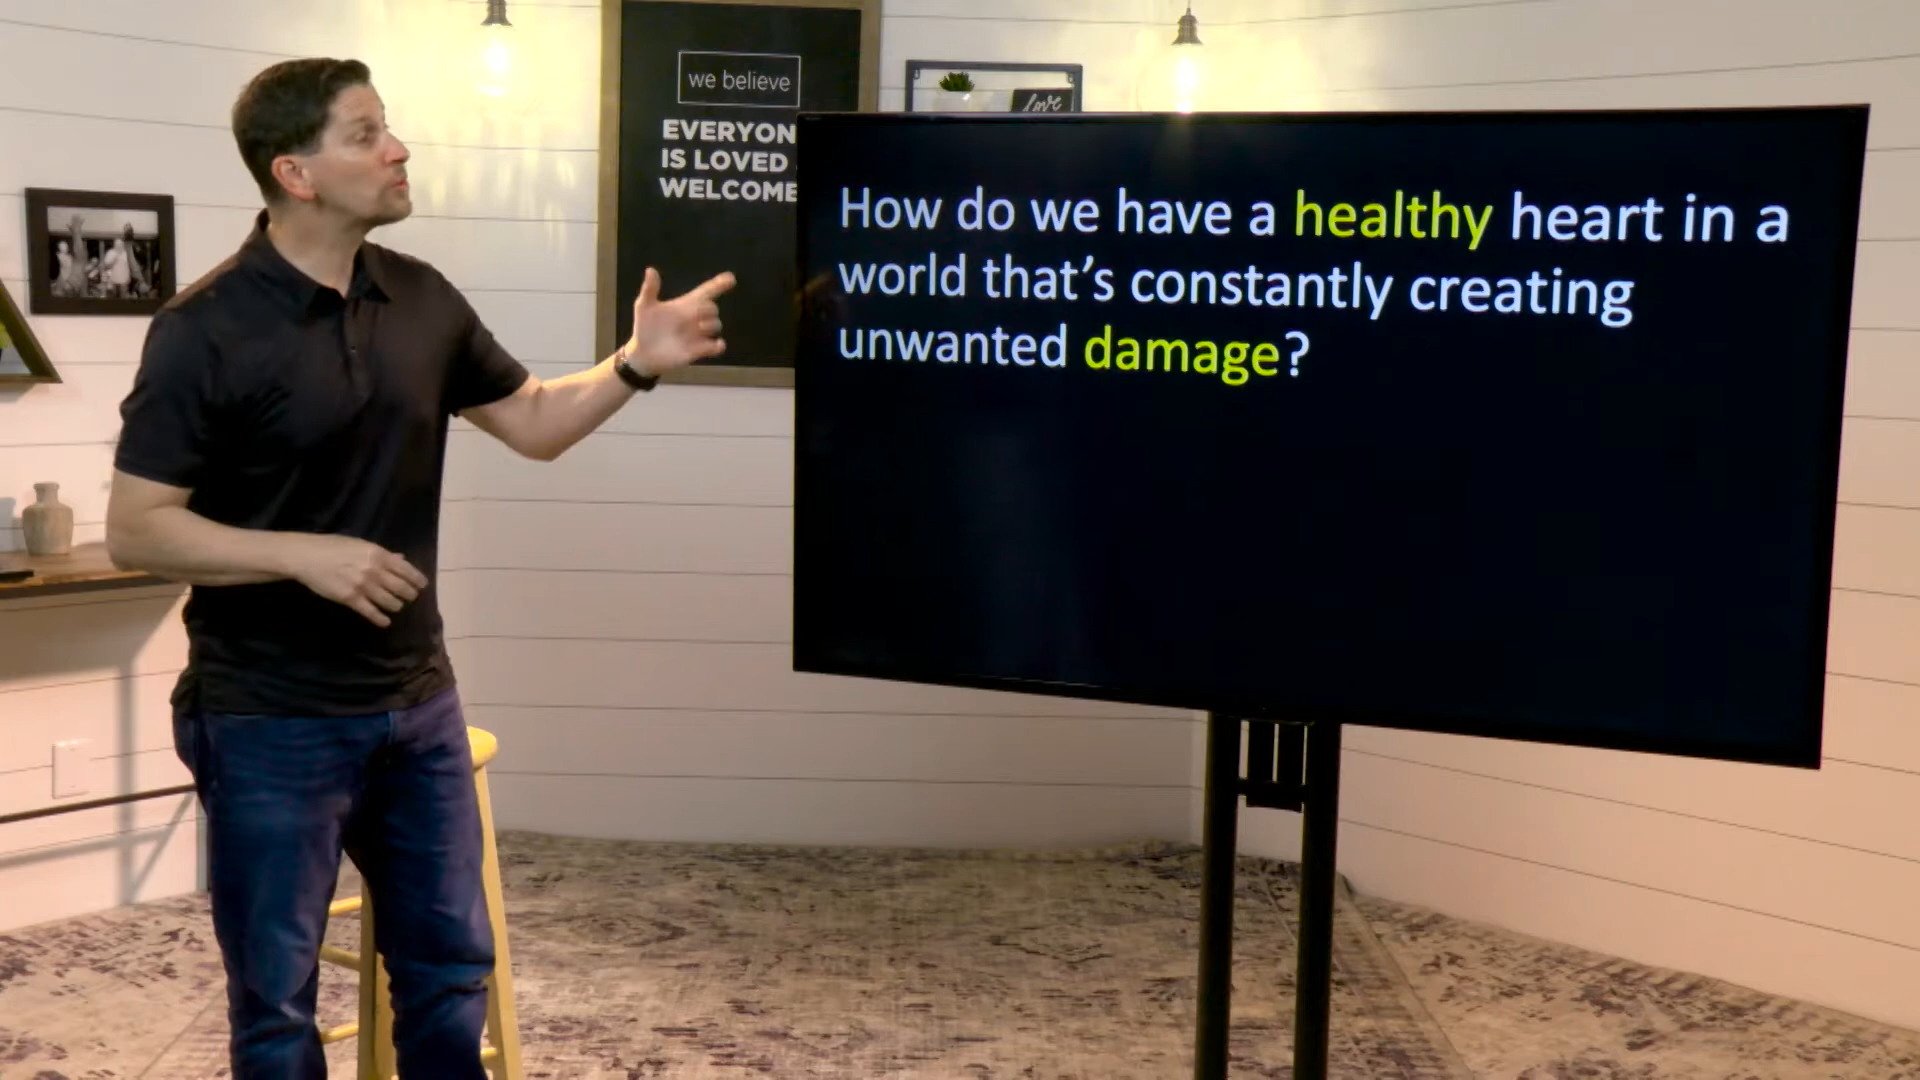 we believe
EVERYON
IS LOVED
WELCOME
love
How do we have a healthy heart in a
world that's constantly creating
unwanted damage?